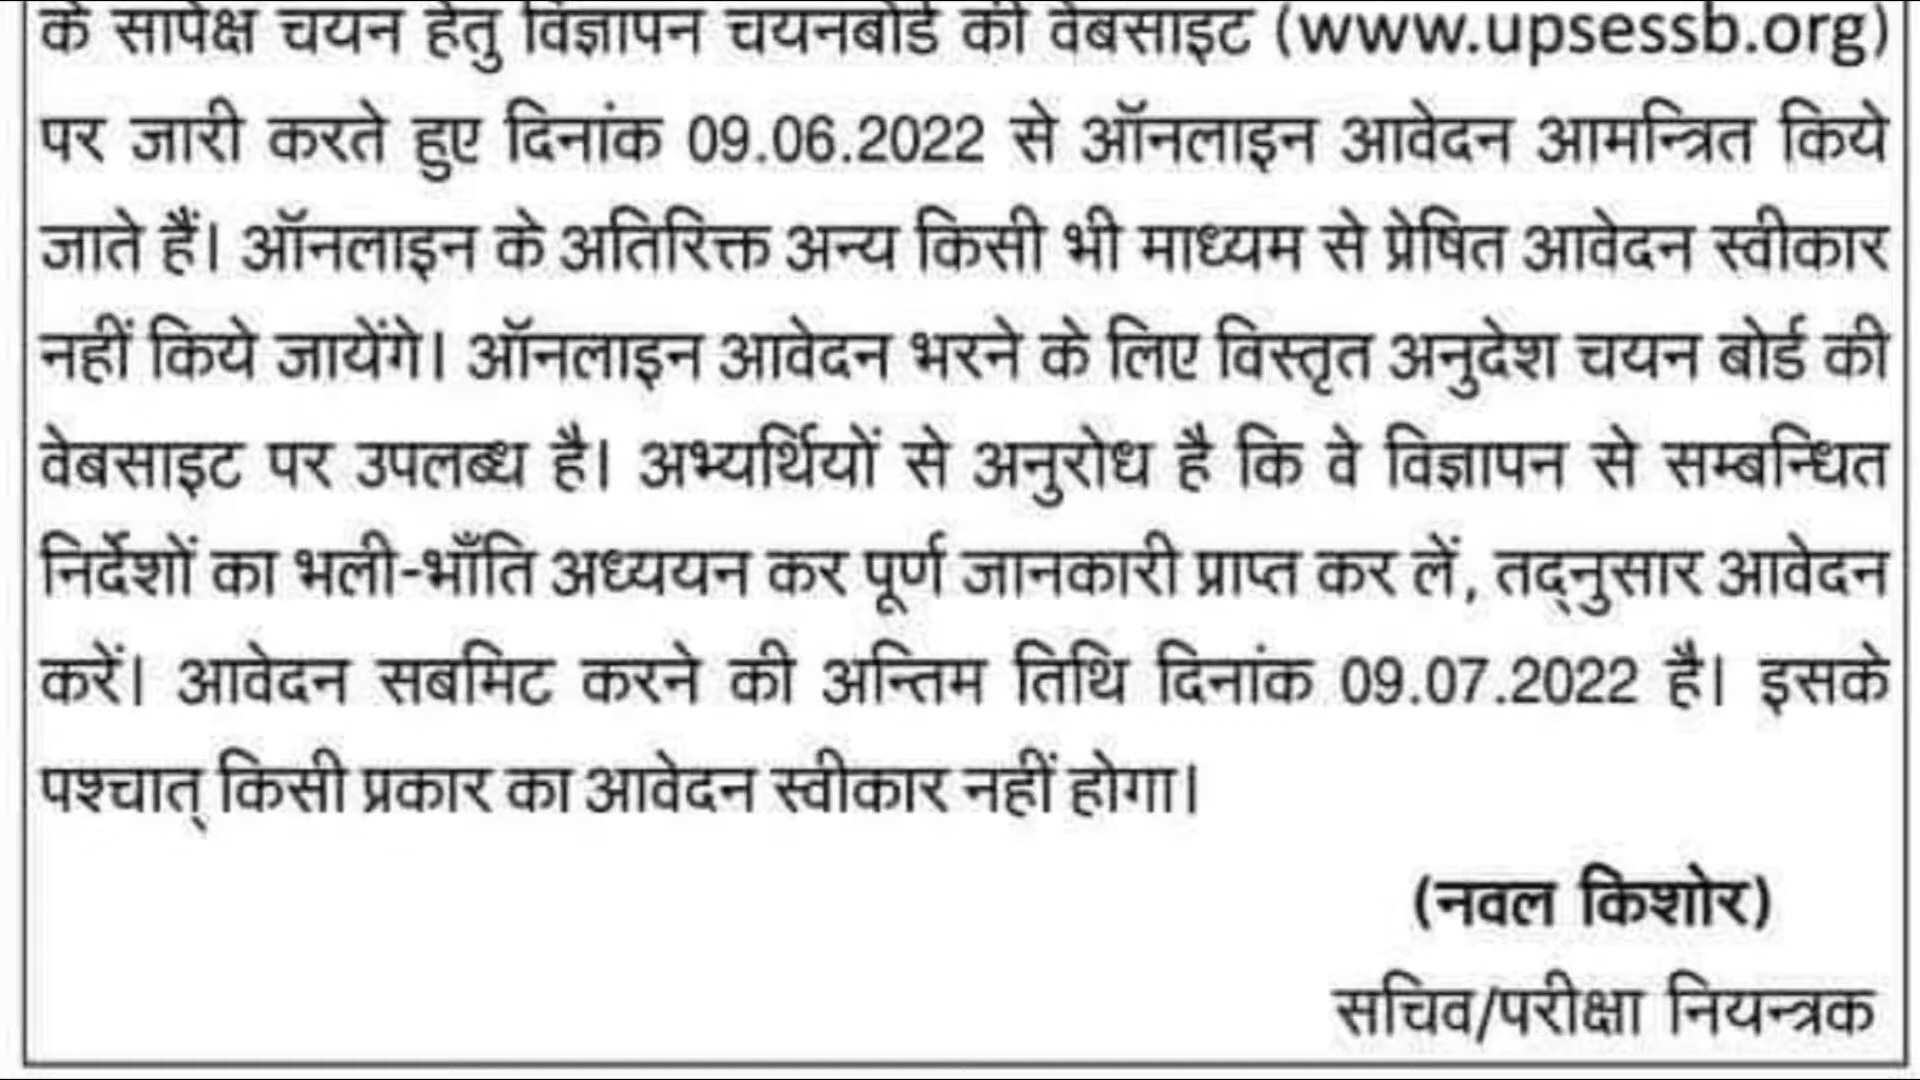 के सापेक्ष चयन हेतु विज्ञापन चयनबोर्ड की वेबसाइट (www.upsessb.org)
पर जारी करते हुए दिनांक 09.06.2022 से ऑनलाइन आवेदन आमन्त्रित किये
जाते हैं। ऑनलाइन के अतिरिक्त अन्य किसी भी माध्यम से प्रेषित आवेदन स्वीकार
नहीं किये जायेंगे। ऑनलाइन आवेदन भरने के लिए विस्तृत अनुदेश चयन बोर्ड की
वेबसाइट पर उपलब्ध है। अभ्यर्थियों से अनुरोध है कि वे विज्ञापन से सम्बन्धित
निर्देशों का भली-भाँति अध्ययन कर पूर्ण जानकारी प्राप्त कर लें, तद्नुसार आवेदन
करें। आवेदन सबमिट करने की अन्तिम तिथि दिनांक 09.07.2022 है। इसके
पश्चात् किसी प्रकार का आवेदन स्वीकार नहीं होगा।
(नवल किशोर)
सचिव/परीक्षा नियन्त्रक